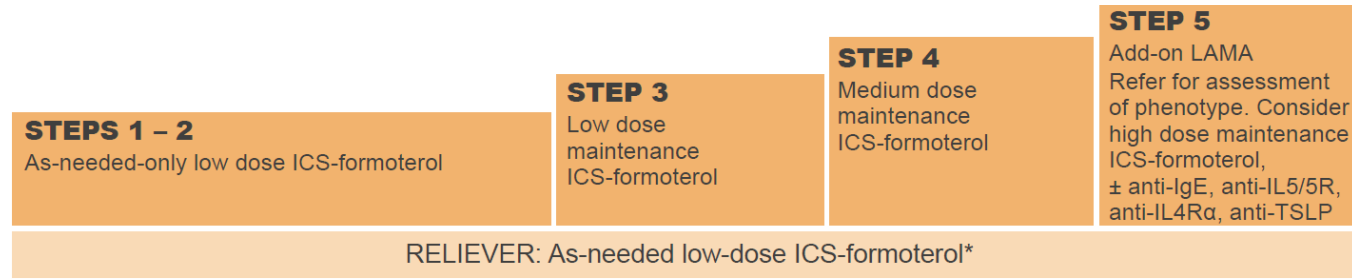 STEPS 1 – 2
As-needed-only low dose ICS-formoterol
STEP 3
Low dose
maintenance
ICS-formoterol
STEP 4
Medium dose
maintenance
ICS-formoterol
STEP 5
Add-on LAMA
Refer for assessment
of phenotype. Consider
high dose maintenance
ICS-formoterol,
± anti-IgE, anti-IL5/5R,
anti-IL4Rα, anti-TSLP
RELIEVER: As-needed low-dose ICS-formoterol*